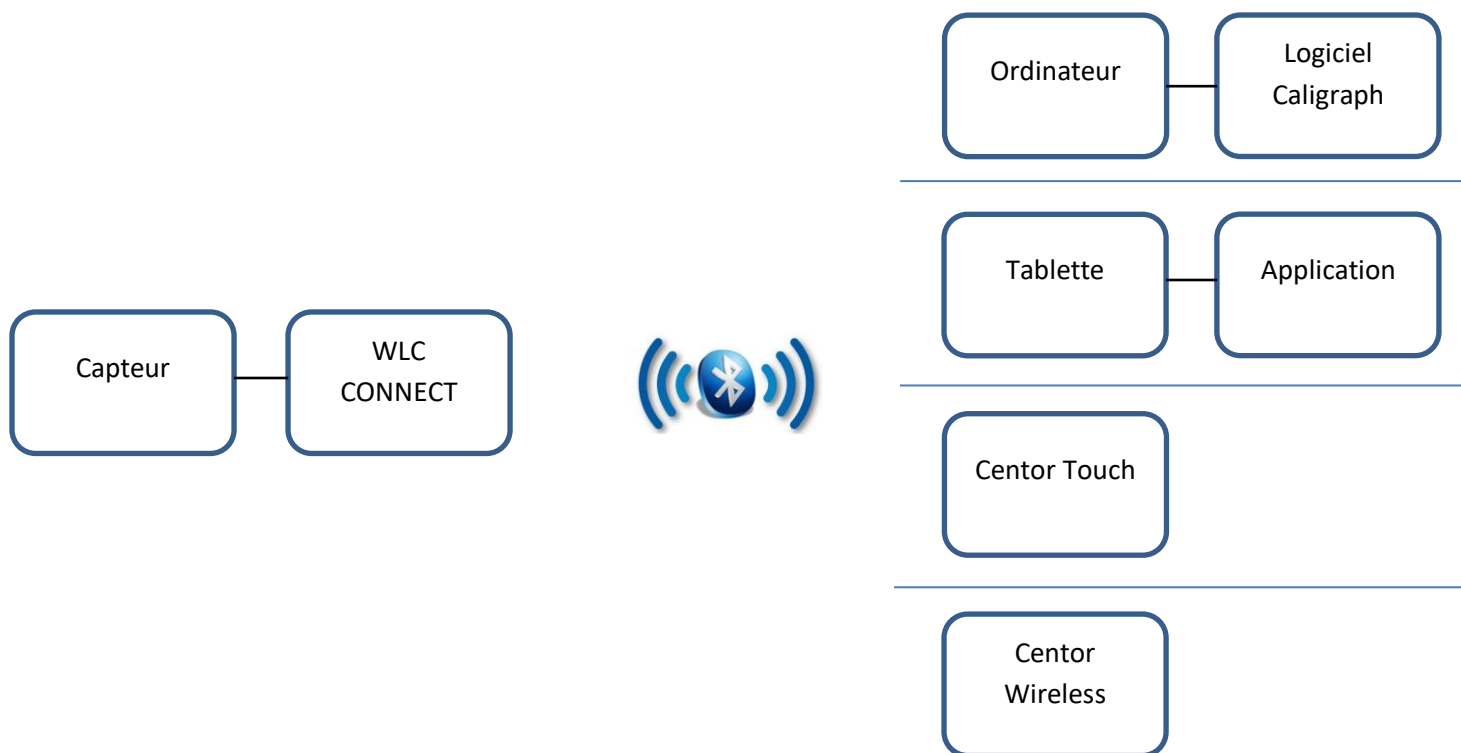 Ordinateur
Logiciel
Caligraph
Tablette
Application
Capteur
WLC
CONNECT
Centor Touch
Centor
Wireless